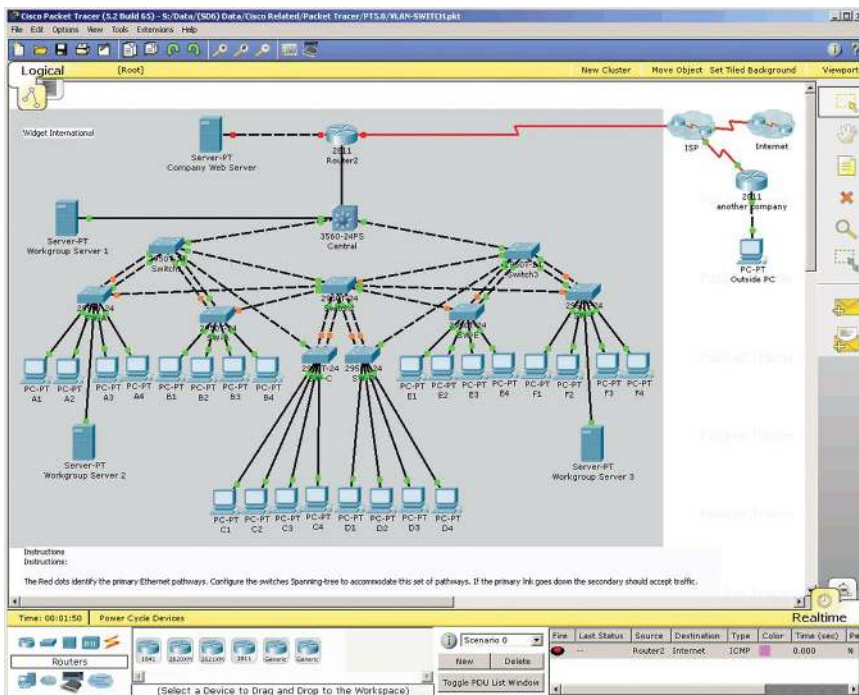 Cisco Packet Tracer (5.2 Build 65) - S:/Data/(SD6) Data/Cisco Related/Packet Tracer/PT5.0/VLAN-SWITCH.pkt
File Edit Options View Tools Extensions Help
Logical
[Root]
New Cluster
Move Object
Set Tiled Background
Viewport
Widget International
Server-PT
Company Web Server
2811
Router2
ISP
Internet
2811
another company
PC-PT
Outside PC
Server-PT
Workgroup Server 1
3560-24PS
Central
Switch3
PC-PT
A1
PC-PT
A2
PC-PT
A3
PC-PT
A4
PC-PT
B1
PC-PT
B2
PC-PT
B3
PC-PT
B4
PC-PT
E1
PC-PT
E2
PC-PT
E3
PC-PT
E4
PC-PT
F1
PC-PT
F2
PC-PT
F3
PC-PT
F4
Server-PT
Workgroup Server 2
Server-PT
Workgroup Server 3
PC-PT
C1
PC-PT
C2
PC-PT
C3
PC-PT
C4
PC-PT
D1
PC-PT
D2
PC-PT
D3
PC-PT
D4
Instructions
Instructions:
The Red dots identify the primary Ethernet pathways. Configure the switches Spanning-tree to accommodate this set of pathways. If the primary link goes down the secondary should accept traffic.
Time: 00:01:50
Power Cycle Devices
Realtime
Routers
1841
2620XM
2621XM
2811
Generic
Generic
(Select a Device to Drag and Drop to the Workspace)
Scenario 0
New
Delete
Toggle PDU List Window
Fire Last Status Source Destination Type Color Time (sec) Pe
-- Router2 Internet ICMP 0.000 N